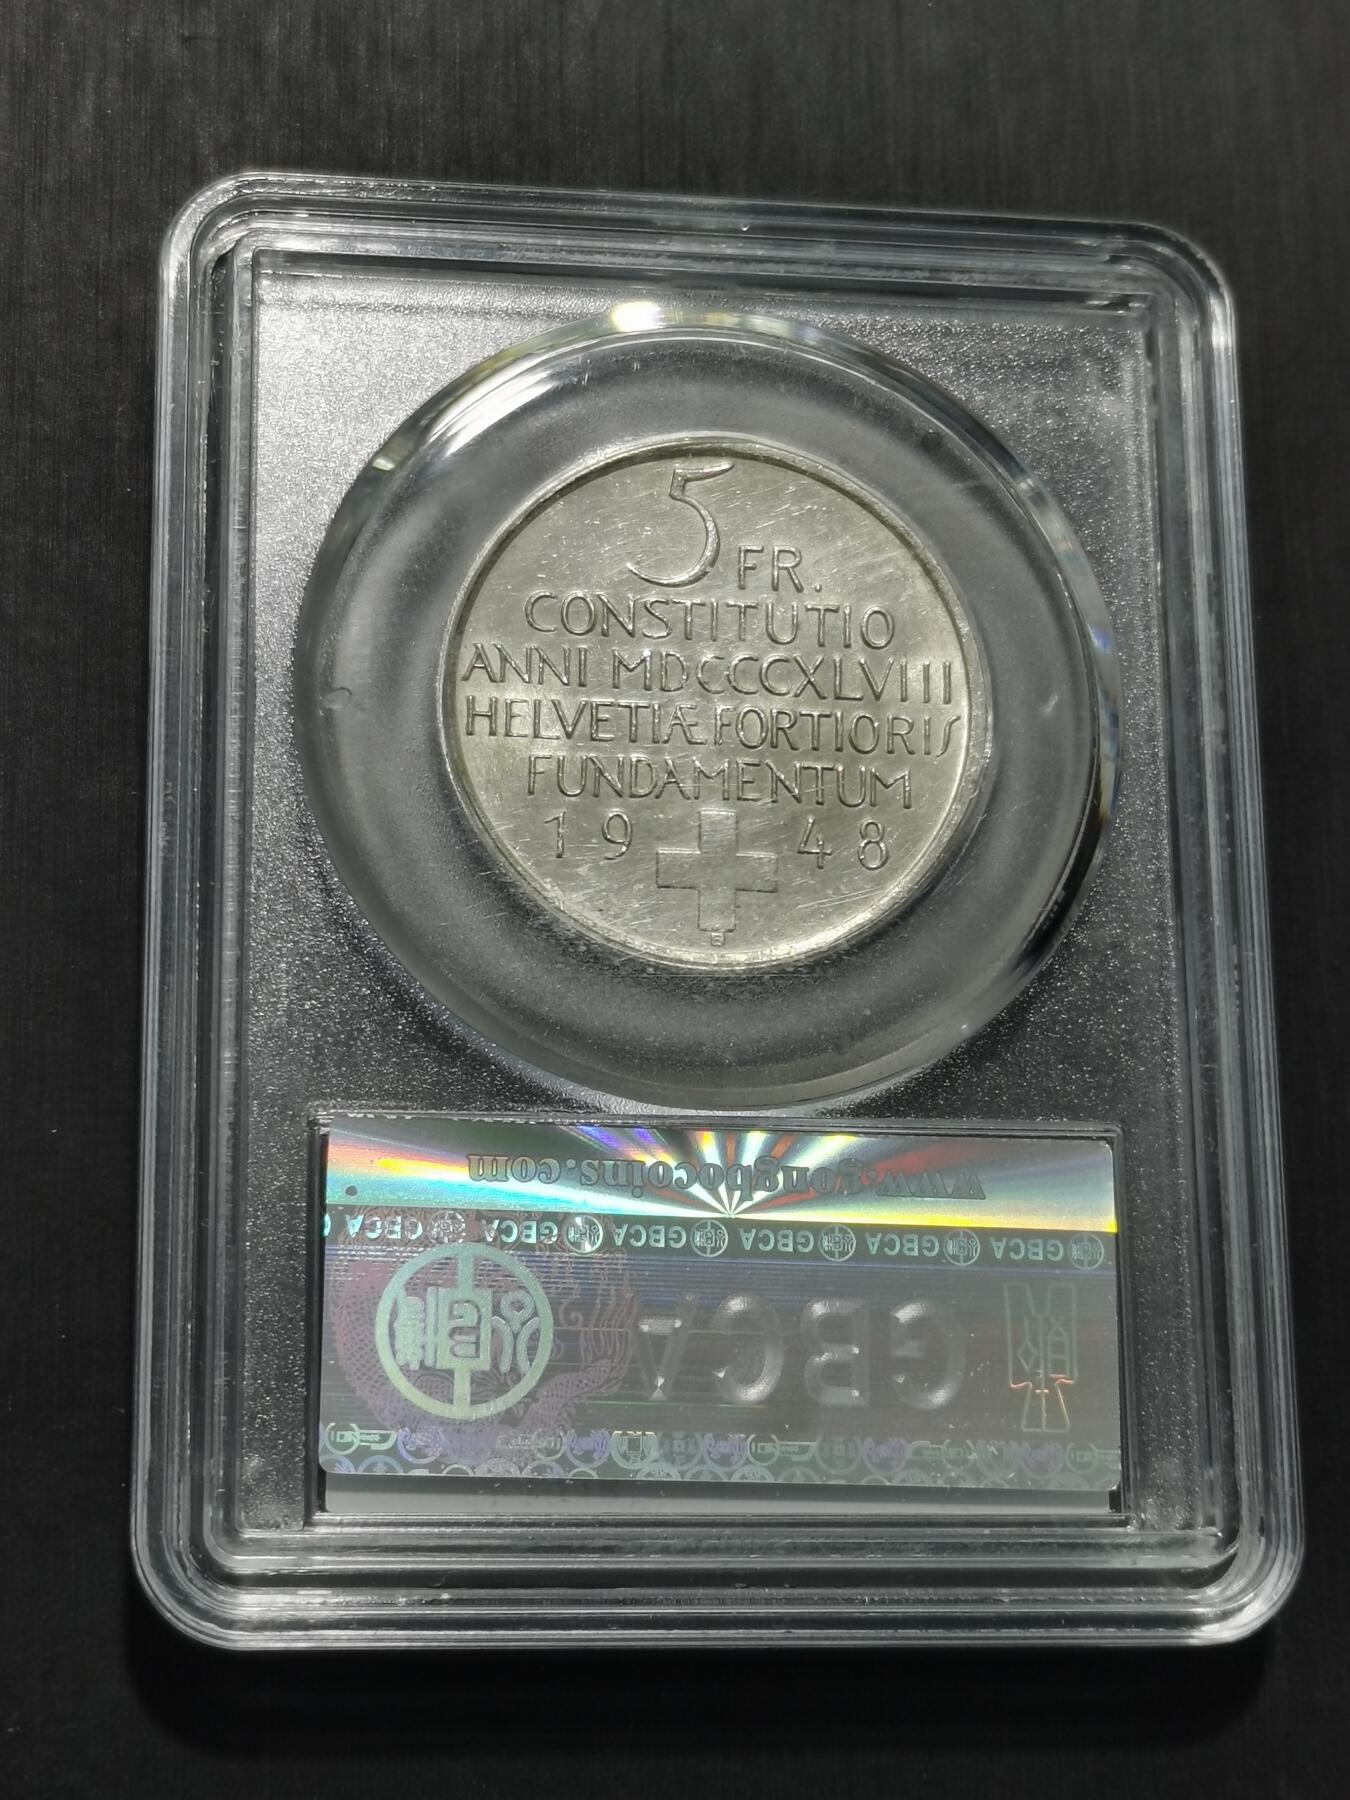 5 FR.
CONSTITUTIO
ANNI MDCCCXLVIII
HELVETIÆ FORTIORIS
FUNDAMENTUM
19 48
B
www.gongbocoins.com
GBCA GBCA GBCA GBCA GBCA GBCA
GBCA